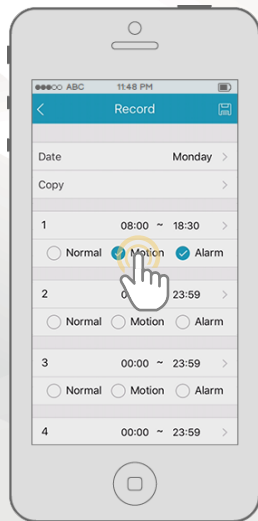 ABC 11:48 PM
Record
Date Monday
Copy
1 08:00 ~ 18:30
Normal Motion Alarm
2 23:59
Normal Motion Alarm
3 00:00 ~ 23:59
Normal Motion Alarm
4 00:00 ~ 23:59